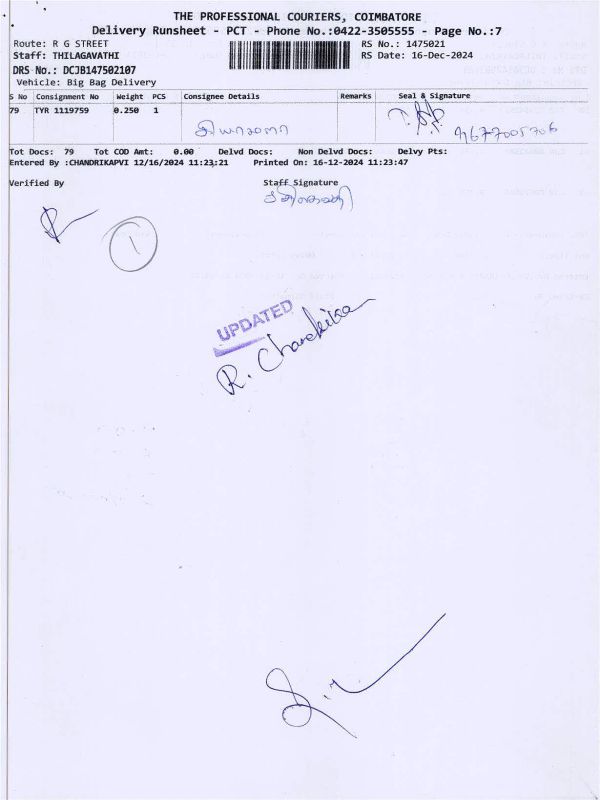 THE PROFESSIONAL COURIERS, COIMBATORE
Delivery Runsheet - PCT - Phone No.:0422-3505555 - Page No.:7
Route: R G STREET RS No.: 1475021
Staff: THILAGAVATHI RS Date: 16-Dec-2024
DRS No.: DCJB147502107
Vehicle: Big Bag Delivery
S No Consignment No Weight PCS Consignee Details Remarks Seal & Signature
79 TYR 1119759 0.250 1
9677005706
Tot Docs: 79 Tot COD Amt: 0.00 Delvd Docs: Non Delvd Docs: Delvy Pts:
Entered By :CHANDRIKAPVI 12/16/2024 11:23:21 Printed On: 16-12-2024 11:23:47
Verified By Staff Signature
1
UPDATED
R. Chandrika